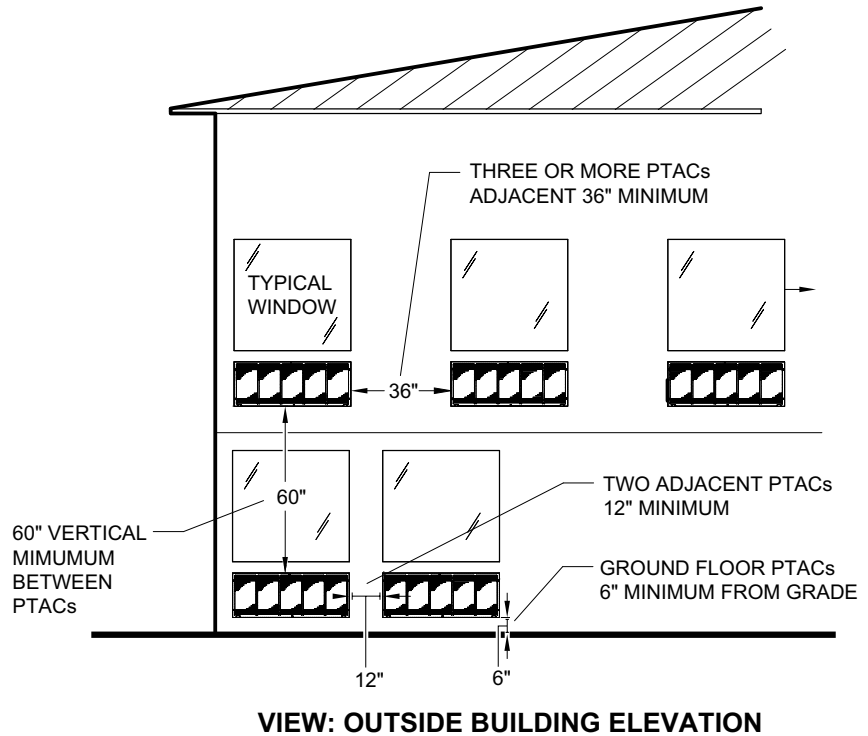 THREE OR MORE PTACs
ADJACENT 36" MINIMUM
TYPICAL
WINDOW
36"
60"
TWO ADJACENT PTACs
12" MINIMUM
60" VERTICAL
MIMUMUM
BETWEEN
PTACs
GROUND FLOOR PTACs
6" MINIMUM FROM GRADE
12"
6"
VIEW: OUTSIDE BUILDING ELEVATION